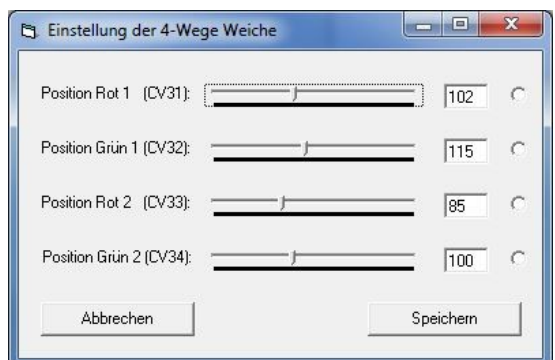 Einstellung der 4-Wege Weiche
Position Rot 1 (CV31): 102
Position Grün 1 (CV32): 115
Position Rot 2 (CV33): 85
Position Grün 2 (CV34): 100
Abbrechen Speichern